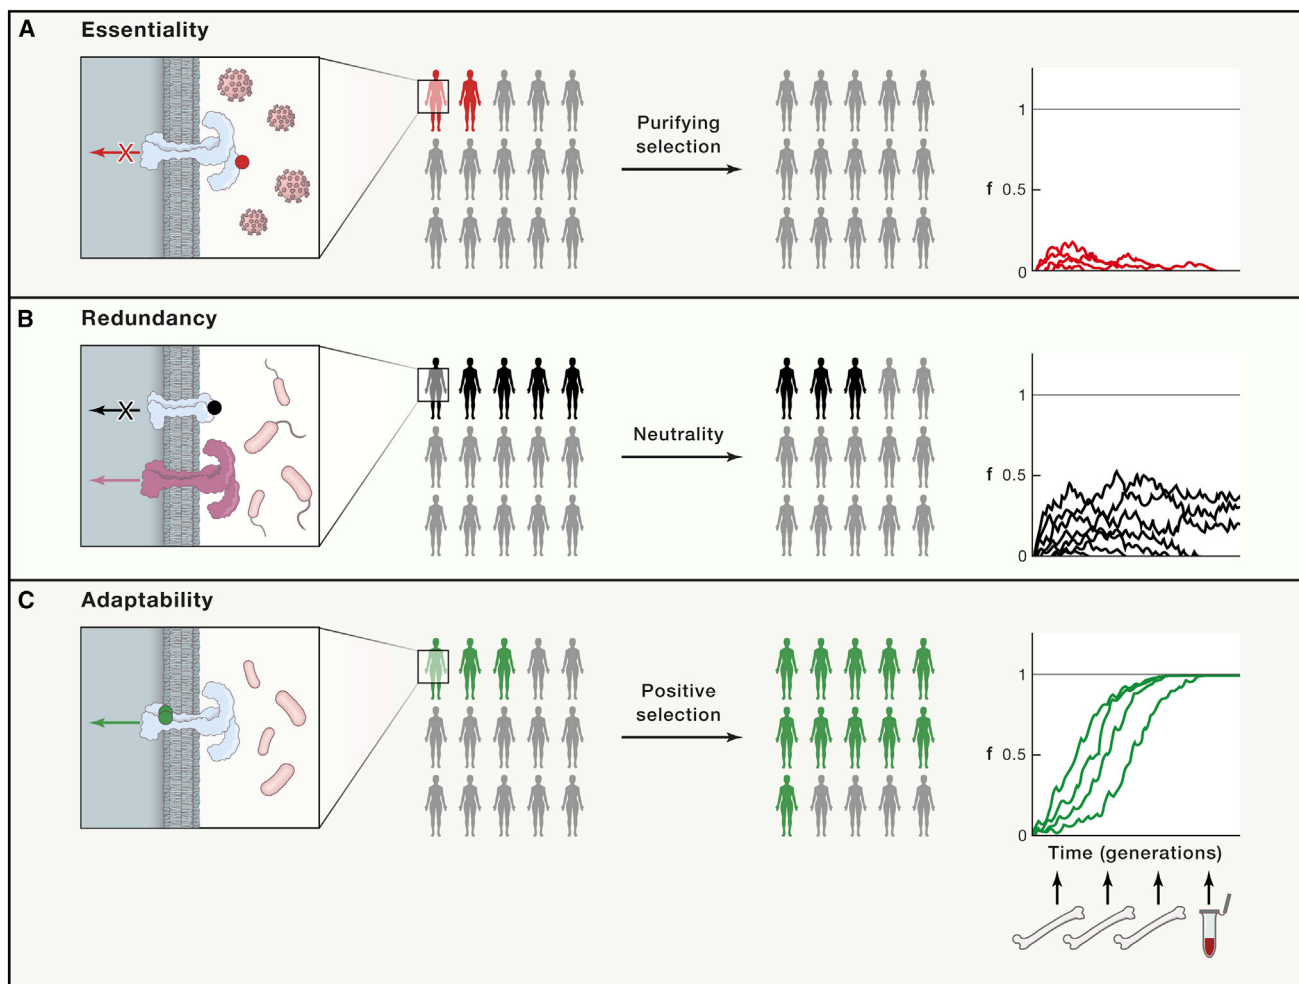 A Essentiality
X
Purifying
selection
1
f 0.5
0
B Redundancy
X
Neutrality
1
f 0.5
0
C Adaptability
Positive
selection
1
f 0.5
0
Time (generations)